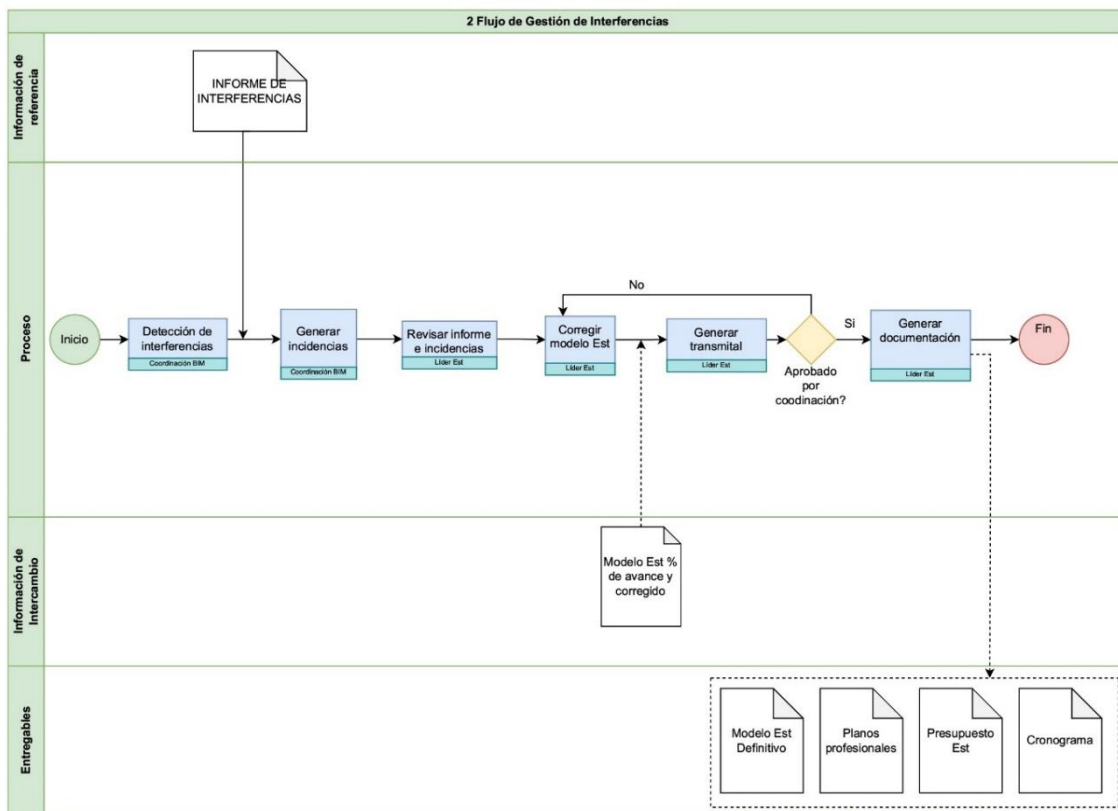 2 Flujo de Gestión de Interferencias
Información de
referencia
INFORME DE
INTERFERENCIAS
Proceso
Inicio
Detección de
interferencias
Coordinación BIM
Generar
incidencias
Coordinación BIM
Revisar informe
e incidencias
Líder Est
Corregir
modelo Est
Líder Est
No
Generar
transmital
Líder Est
Aprobado
por
coodinación?
Si
Generar
documentación
Líder Est
Fin
Información de
Intercambio
Modelo Est %
de avance y
corregido
Entregables
Modelo Est
Definitivo
Planos
profesionales
Presupuesto
Est
Cronograma